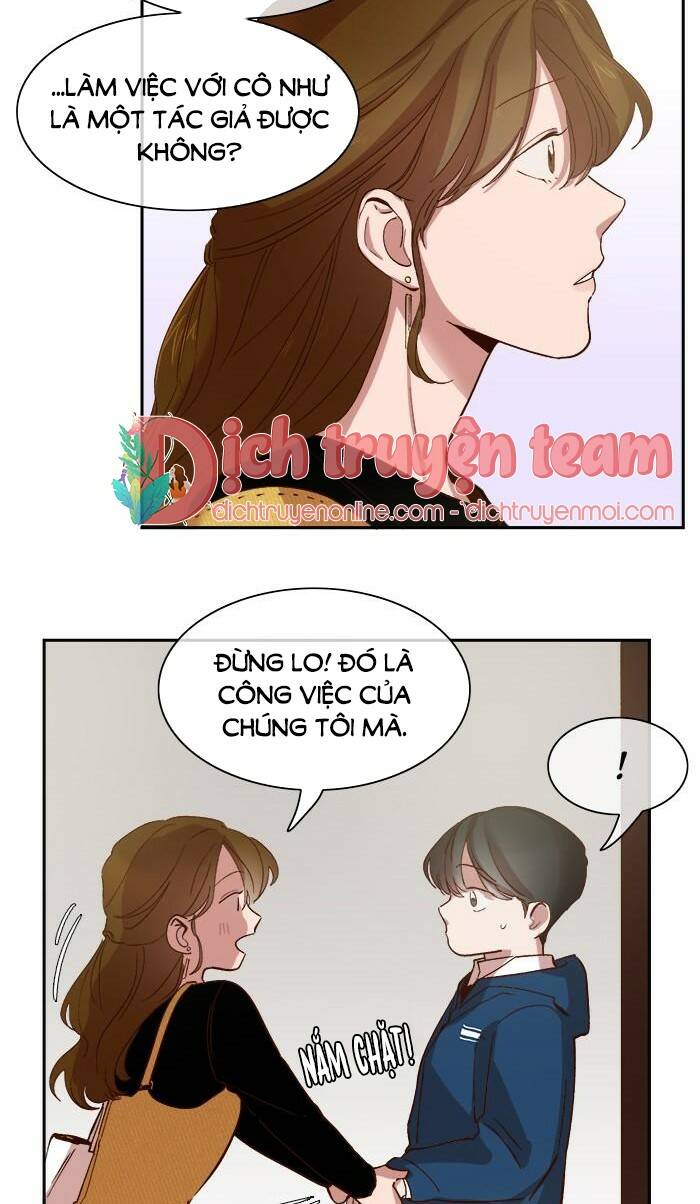 ...LÀM VIỆC VỚI CÔ NHƯ
LÀ MỘT TÁC GIẢ ĐƯỢC
KHÔNG?
Dịch truyện team
dichtruyenonline.com - dichtruyenmoi.com
ĐỪNG LO! ĐÓ LÀ
CÔNG VIỆC CỦA
CHÚNG TÔI MÀ.
!
NẮM CHẶT!